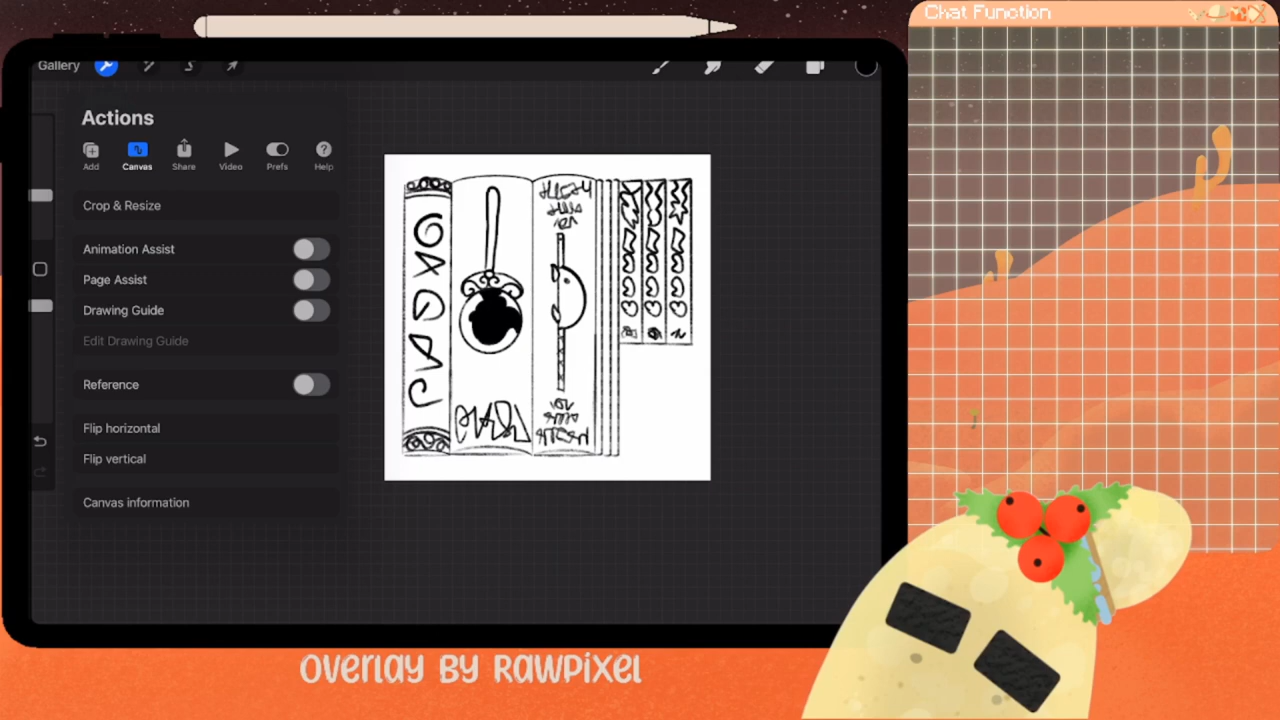 Chat Function
Gallery
Actions
Add
Canvas
Share
Video
Prefs
Help
Crop & Resize
Animation Assist
Page Assist
Drawing Guide
Edit Drawing Guide
Reference
Flip horizontal
Flip vertical
Canvas information
Overlay by Rawpixel